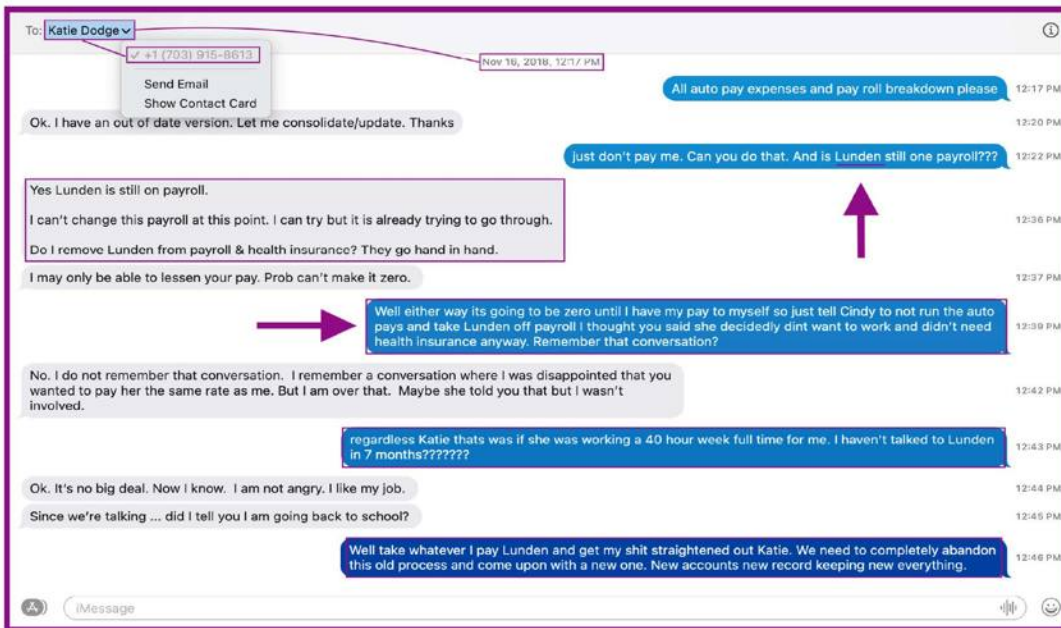 To: Katie Dodge
✓ +1 (703) 915-8613
Send Email
Show Contact Card
Nov 16, 2018, 12:17 PM
All auto pay expenses and pay roll breakdown please
12:17 PM
Ok. I have an out of date version. Let me consolidate/update. Thanks
12:20 PM
just don't pay me. Can you do that. And is Lunden still one payroll???
12:22 PM
Yes Lunden is still on payroll.
I can't change this payroll at this point. I can try but it is already trying to go through.
12:36 PM
Do I remove Lunden from payroll & health insurance? They go hand in hand.
I may only be able to lessen your pay. Prob can't make it zero.
12:37 PM
Well either way its going to be zero until I have my pay to myself so just tell Cindy to not run the auto
pays and take Lunden off payroll I thought you said she decidedly dint want to work and didn't need
12:39 PM
health insurance anyway. Remember that conversation?
No. I do not remember that conversation. I remember a conversation where I was disappointed that you
wanted to pay her the same rate as me. But I am over that. Maybe she told you that but I wasn't
12:42 PM
involved.
regardless Katie thats was if she was working a 40 hour week full time for me. I haven't talked to Lunden
in 7 months???????
12:43 PM
Ok. It's no big deal. Now I know. I am not angry. I like my job.
12:44 PM
Since we're talking ... did I tell you I am going back to school?
12:45 PM
Well take whatever I pay Lunden and get my shit straightened out Katie. We need to completely abandon
this old process and come upon with a new one. New accounts new record keeping new everything.
12:46 PM
iMessage